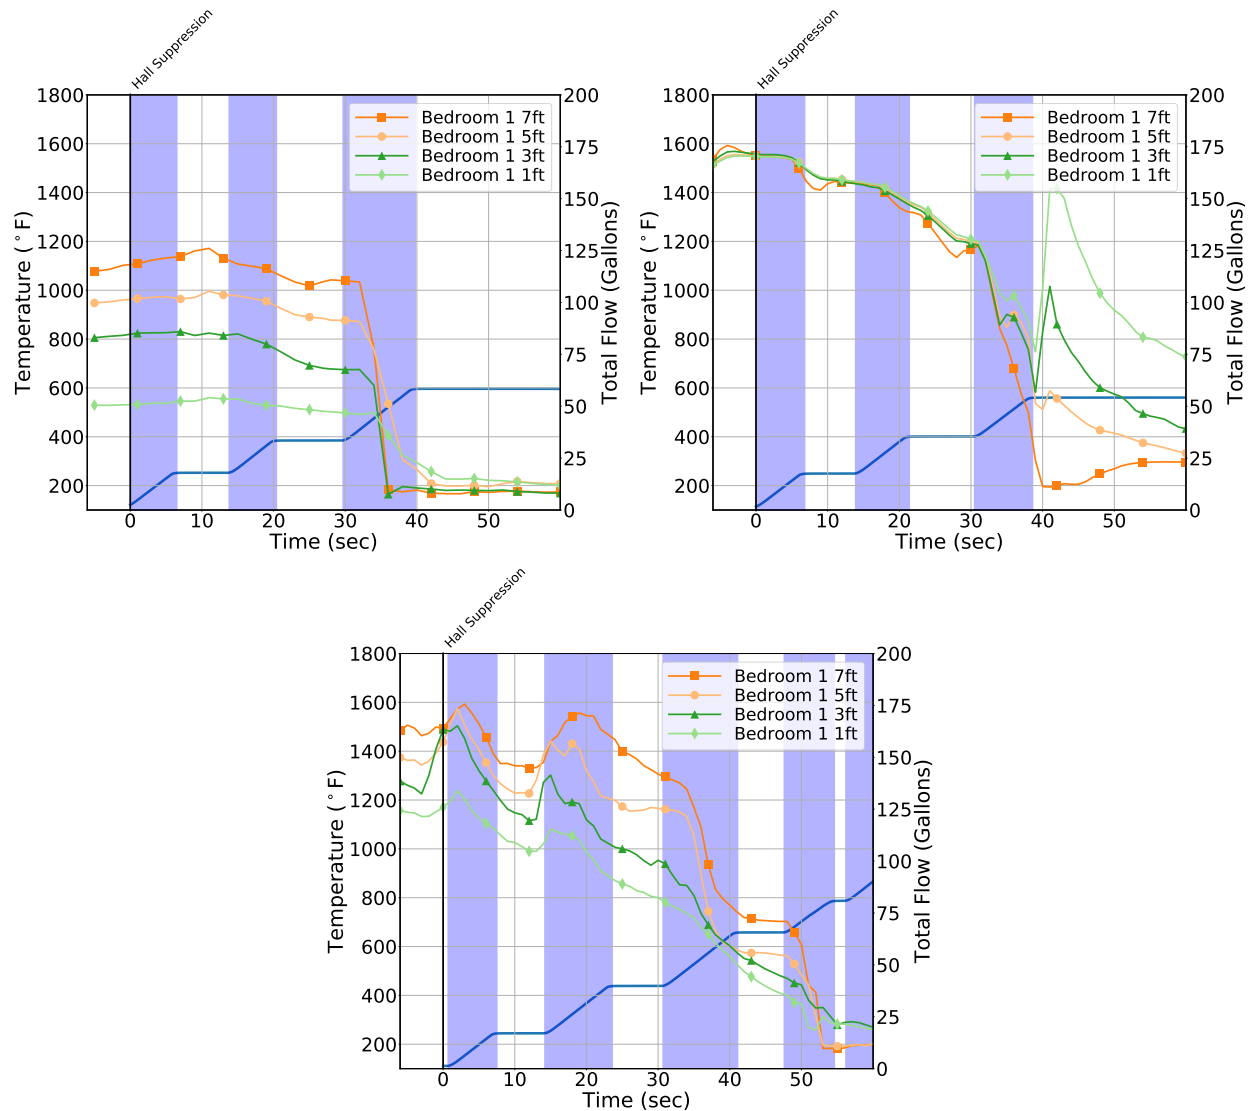 Hall Suppression
Hall Suppression
1800
1600
1400
1200
1000
800
600
400
200
Temperature (°F)
0 10 20 30 40 50
Time (sec)
200
175
150
125
100
75
50
25
0
Total Flow (Gallons)
Bedroom 1 7ft
Bedroom 1 5ft
Bedroom 1 3ft
Bedroom 1 1ft
1800
1600
1400
1200
1000
800
600
400
200
Temperature (°F)
0 10 20 30 40 50
Time (sec)
200
175
150
125
100
75
50
25
0
Total Flow (Gallons)
Bedroom 1 7ft
Bedroom 1 5ft
Bedroom 1 3ft
Bedroom 1 1ft
Hall Suppression
1800
1600
1400
1200
1000
800
600
400
200
Temperature (°F)
0 10 20 30 40 50
Time (sec)
200
175
150
125
100
75
50
25
0
Total Flow (Gallons)
Bedroom 1 7ft
Bedroom 1 5ft
Bedroom 1 3ft
Bedroom 1 1ft